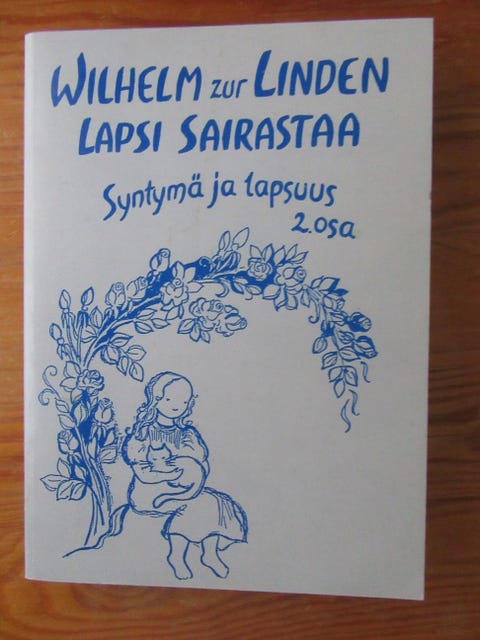 WILHELM zur LINDEN
LAPSI SAIRASTAA
Syntymä ja lapsuus
2. osa